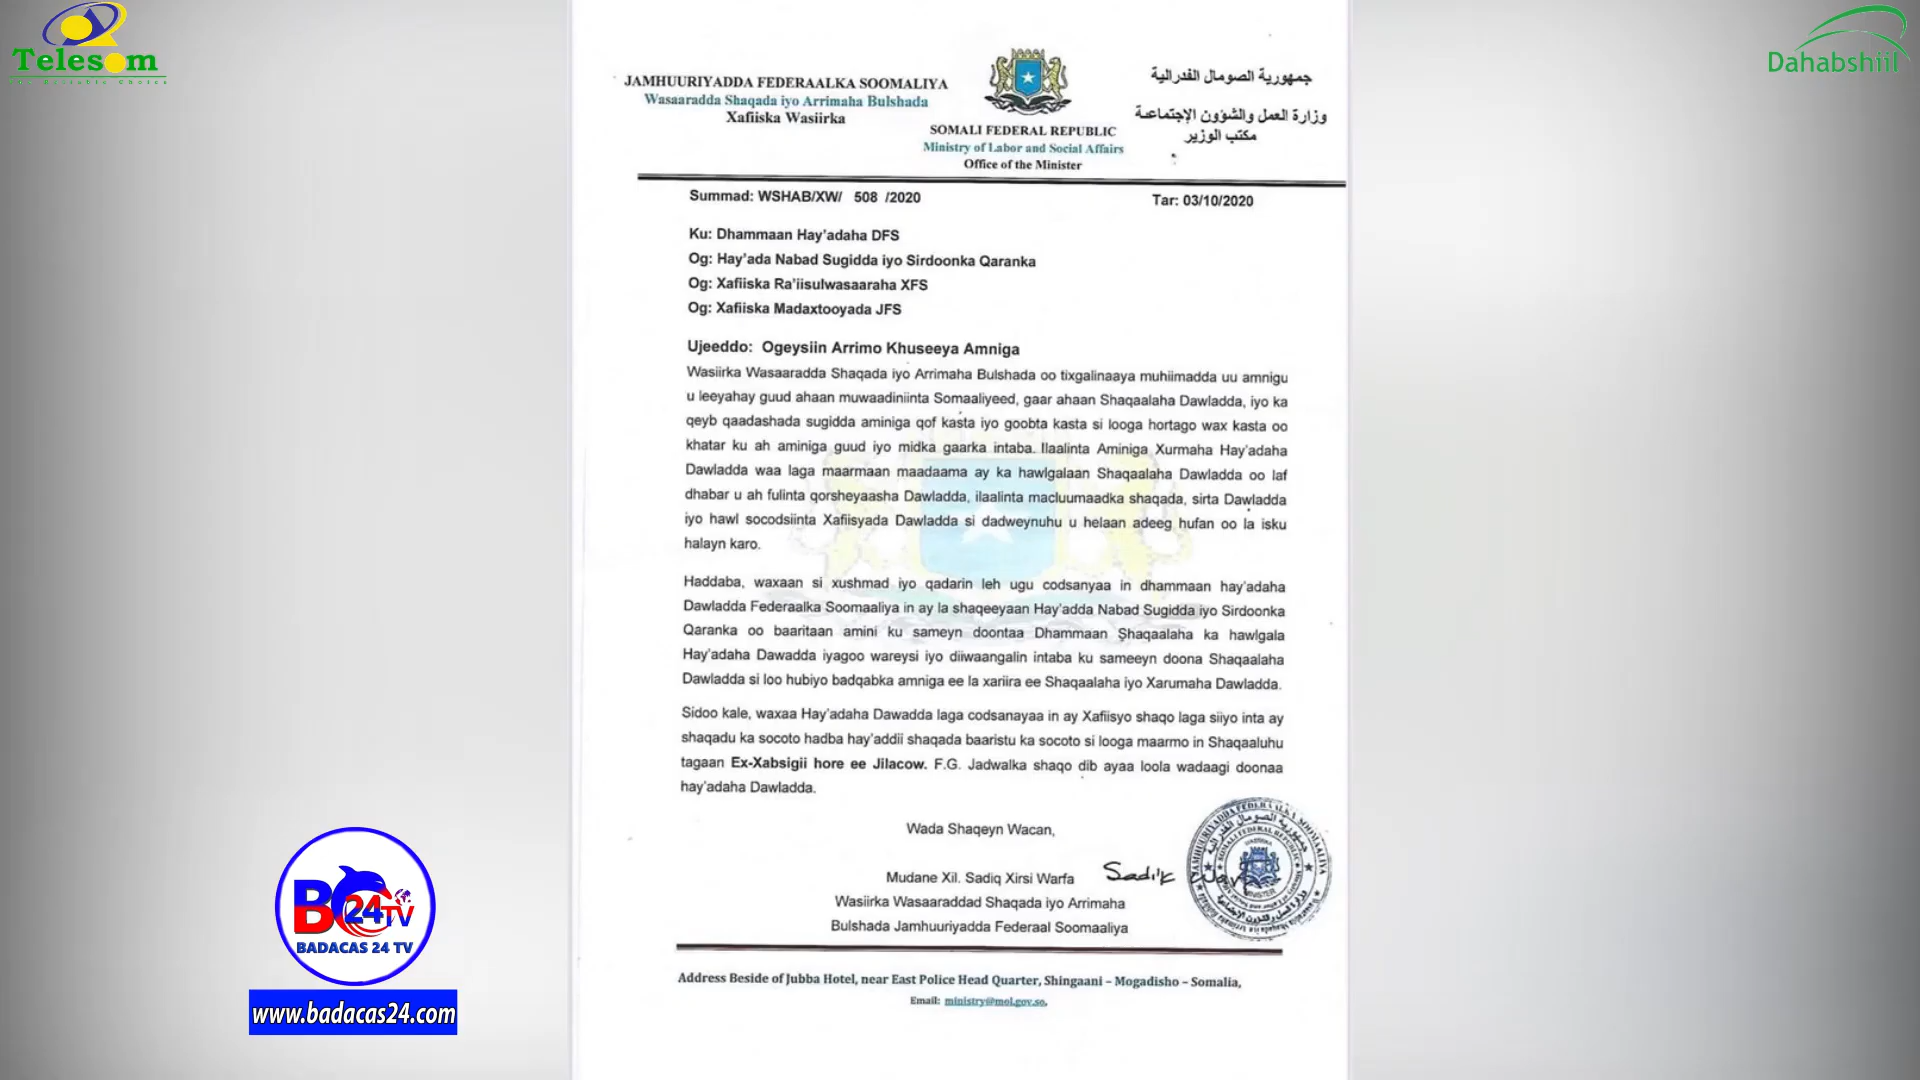 Telesom
Dahabshiil
JAMHUURIYADDA FEDERAALKA SOOMALIYA
Wasaaradda Shaqada iyo Arrimaha Bulshada
Xafiiska Wasiirka
SOMALI FEDERAL REPUBLIC
Ministry of Labor and Social Affairs
Office of the Minister
جمهورية الصومال الفدرالية
وزارة العمل والشؤون الإجتماعية
مكتب الوزير
Summad: WSHAB/XW/ 508 /2020
Tar: 03/10/2020
Ku: Dhammaan Hay'adaha DFS
Og: Hay'ada Nabad Sugidda iyo Sirdoonka Qaranka
Og: Xafiiska Ra'iisulwasaaraha XFS
Og: Xafiiska Madaxtooyada JFS
Ujeeddo: Ogeysiin Arrimo Khuseeya Amniga
Wasiirka Wasaaradda Shaqada iyo Arrimaha Bulshada oo tixgalinaaya muhiimadda uu amnigu
u leeyahay guud ahaan muwaadiniinta Somaaliyeed, gaar ahaan Shaqaalaha Dawladda, iyo ka
qeyb qaadashada sugidda aminiga qof kasta iyo goobta kasta si looga hortago wax kasta oo
khatar ku ah aminiga guud iyo midka gaarka intaba. Ilaalinta Aminiga Xurmaha Hay'adaha
Dawladda waa laga maarmaan maadaama ay ka hawlgalaan Shaqaalaha Dawladda oo laf
dhabar u ah fulinta qorsheyaasha Dawladda, ilaalinta macluumaadka shaqada, sirta Dawladda
iyo hawl socodsiinta Xafiisyada Dawladda si dadweynuhu u helaan adeeg hufan oo la isku
halayn karo.
Haddaba, waxaan si xushmad iyo qadarin leh ugu codsanyaa in dhammaan hay'adaha
Dawladda Federaalka Soomaaliya in ay la shaqeeyaan Hay'adda Nabad Sugidda iyo Sirdoonka
Qaranka oo baaritaan amini ku sameyn doontaa Dhammaan Shaqaalaha ka hawlgala
Hay'adaha Dawadda iyagoo wareysi iyo diiwaangalin intaba ku sameeyn doona Shaqaalaha
Dawladda si loo hubiyo badqabka amniga ee la xariira ee Shaqaalaha iyo Xarumaha Dawladda.
Sidoo kale, waxaa Hay'adaha Dawadda laga codsanayaa in ay Xafiisyo shaqo laga siiyo inta ay
shaqadu ka socoto hadba hay'addii shaqada baaristu ka socoto si looga maarmo in Shaqaaluhu
tagaan Ex-Xabsigii hore ee Jilacow. F.G. Jadwalka shaqo dib ayaa loola wadaagi doonaa
hay'adaha Dawladda.
Wada Shaqeyn Wacan,
Mudane Xil. Sadiq Xirsi Warfa
Sadik
Wasiirka Wasaaraddad Shaqada iyo Arrimaha
Bulshada Jamhuuriyadda Federaal Soomaaliya
Address Beside of Jubba Hotel, near East Police Head Quarter, Shingaani – Mogadisho – Somalia,
Email: ministry@mol.gov.so,
B 24 TV
BADACAS 24 TV
www.badacas24.com